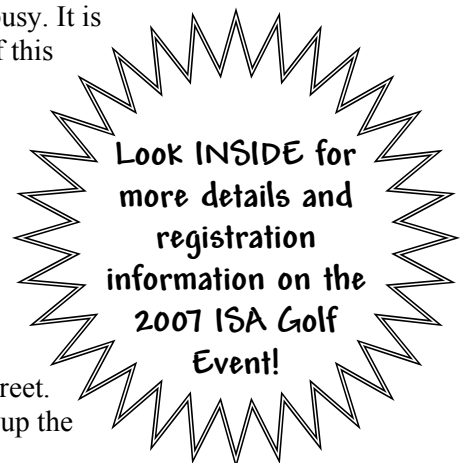 busy. It is
f this
Look INSIDE for
more details and
registration
information on the
2007 ISA Golf
Event!
reet.
up the